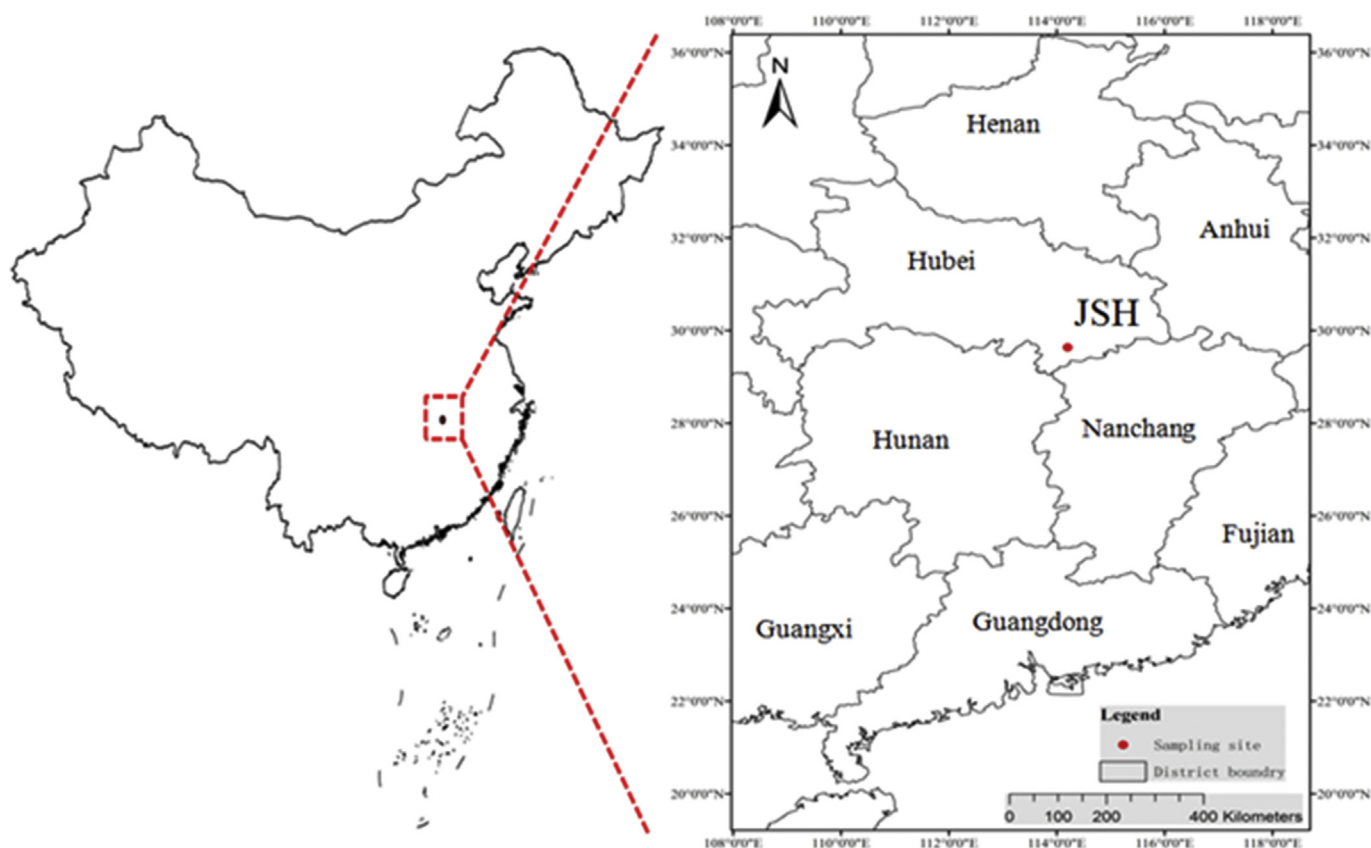 108°0'0"E 110°0'0"E 112°0'0"E 114°0'0"E 116°0'0"E 118°0'0"E
36°0'0"N 36°0'0"N
N
Henan
34°0'0"N 34°0'0"N
Anhui
32°0'0"N 32°0'0"N
Hubei
JSH
30°0'0"N 30°0'0"N
Nanchang
Hunan
28°0'0"N 28°0'0"N
26°0'0"N 26°0'0"N
Fujian
24°0'0"N 24°0'0"N
Guangxi Guangdong
22°0'0"N 22°0'0"N
Legend
Sampling site
District boundry
20°0'0"N 20°0'0"N
0 100 200 400 Kilometers
108°0'0"E 110°0'0"E 112°0'0"E 114°0'0"E 116°0'0"E 118°0'0"E